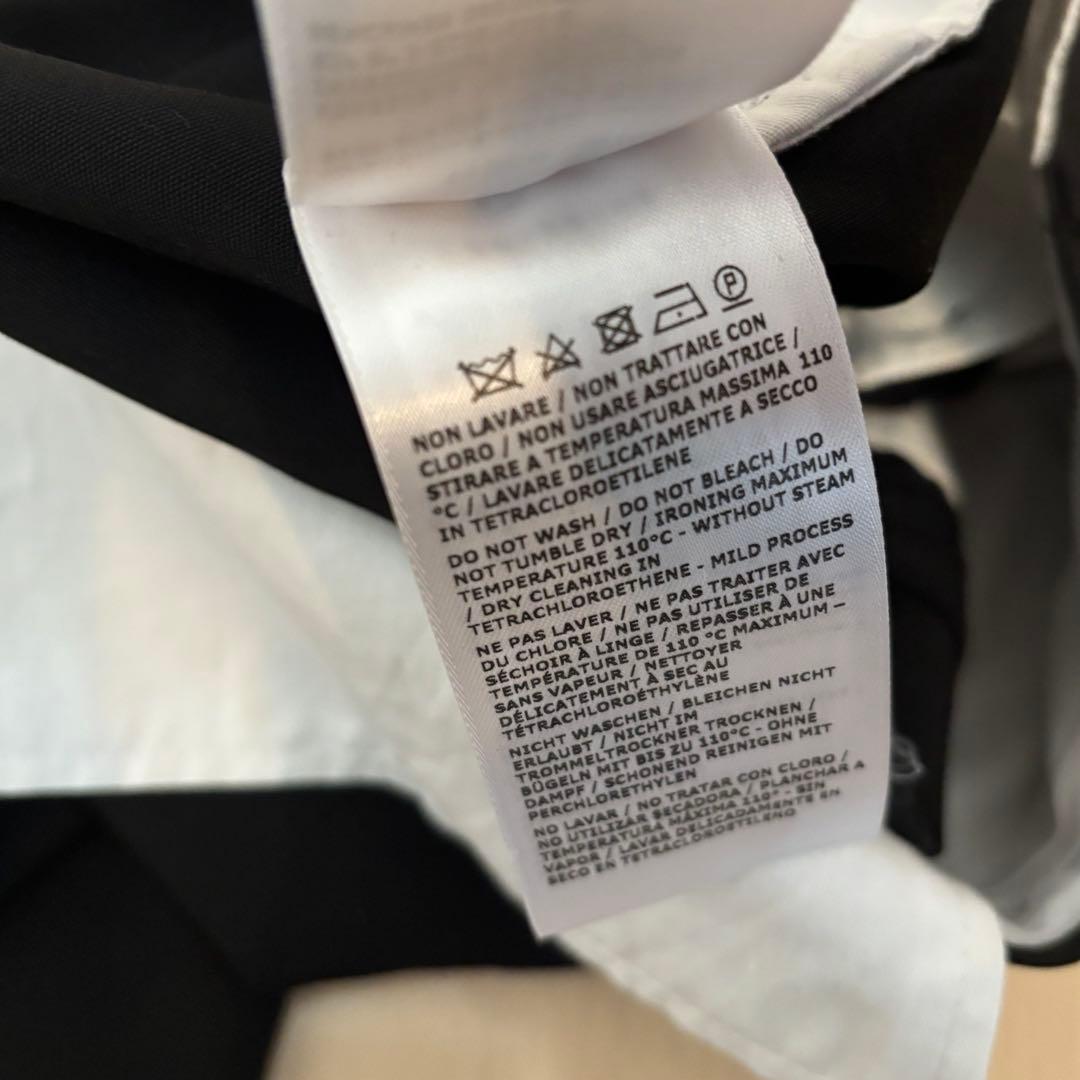 P
NON LAVARE / NON TRATTARE CON
CLORO / NON USARE ASCIUGATRICE /
STIRARE A TEMPERATURA MASSIMA 110
°C / LAVARE DELICATAMENTE A SECCO
IN TETRACLOROETILENE
DO NOT WASH / DO NOT BLEACH / DO
NOT TUMBLE DRY / IRONING MAXIMUM
TEMPERATURE 110°C - WITHOUT STEAM
/ DRY CLEANING IN
TETRACHLOROETHENE - MILD PROCESS
NE PAS LAVER / NE PAS TRAITER AVEC
DU CHLORE / NE PAS UTILISER DE
SÉCHOIR À LINGE / REPASSER À UNE
TEMPÉRATURE DE 110 °C MAXIMUM –
SANS VAPEUR / NETTOYER
DÉLICATEMENT À SEC AU
TÉTRACHLOROÉTHYLÈNE
NICHT WASCHEN / BLEICHEN NICHT
ERLAUBT / NICHT IM
TROMMELTROCKNER TROCKNEN /
BÜGELN MIT BIS ZU 110°C - OHNE
DAMPF / SCHONEND REINIGEN MIT
PERCHLORETHYLEN
NO LAVAR / NO TRATAR CON CLORO /
NO UTILIZAR SECADORA / PLANCHAR A
TEMPERATURA MÁXIMA 110° - SIN
VAPOR / LAVAR DELICADAMENTE EN
SECO EN TETRACLOROETILENO